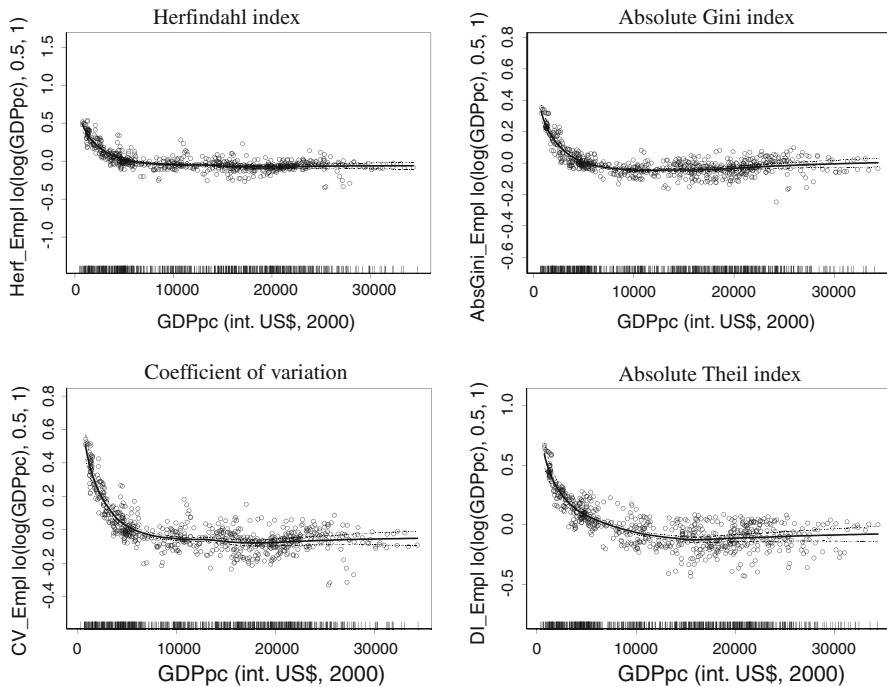 Herfindahl index
Herf_Empl lo(log(GDPpc), 0.5, 1)
1.5
1.0
0.5
0.0
-1.0
0 10000 20000 30000
GDPpc (int. US$, 2000)
Absolute Gini index
AbsGini_Empl lo(log(GDPpc), 0.5, 1)
0.8
0.6
0.4
0.2
0.0
-0.2
-0.4
-0.6
0 10000 20000 30000
GDPpc (int. US$, 2000)
Coefficient of variation
CV_Empl lo(log(GDPpc), 0.5, 1)
0.8
0.6
0.4
0.2
0.0
-0.2
-0.4
0 10000 20000 30000
GDPpc (int. US$, 2000)
Absolute Theil index
DI_Empl lo(log(GDPpc), 0.5, 1)
1.0
0.5
0.0
-0.5
0 10000 20000 30000
GDPpc (int. US$, 2000)